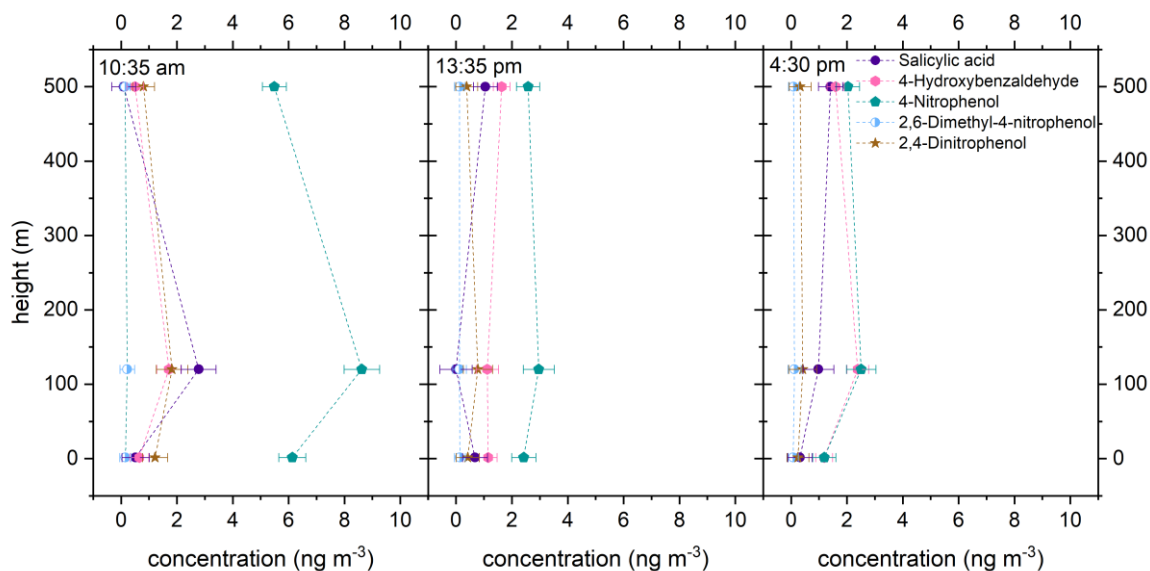 0 2 4 6 8 10 0 2 4 6 8 10 0 2 4 6 8 10
10:35 am
13:35 pm
4:30 pm
Salicylic acid
4-Hydroxybenzaldehyde
4-Nitrophenol
2,6-Dimethyl-4-nitrophenol
2,4-Dinitrophenol
500 500
400 400
300 300
200 200
100 100
0 0
height (m)
0 2 4 6 8 10 0 2 4 6 8 10 0 2 4 6 8 10
concentration (ng m⁻³) concentration (ng m⁻³) concentration (ng m⁻³)